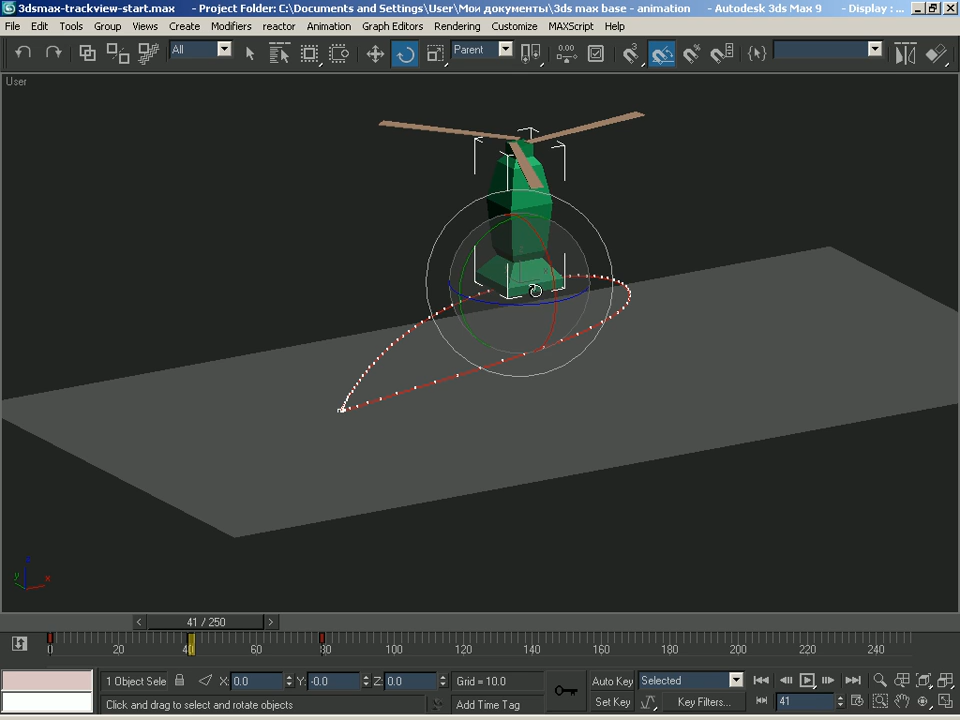 3dsmax-trackview-start.max - Project Folder: C:\Documents and Settings\User\Мои документы\3ds max base - animation - Autodesk 3ds Max 9 - Display : ...
File Edit Tools Group Views Create Modifiers reactor Animation Graph Editors Rendering Customize MAXScript Help
All Parent 0.00 3 %
User
z
y x
41 / 250
0 20 40 60 80 100 120 140 160 180 200 220 240
1 Object Sele X: 0.0 Y: -0.0 Z: 0.0 Grid = 10.0 Auto Key Selected
Click and drag to select and rotate objects Add Time Tag Set Key Key Filters... 41